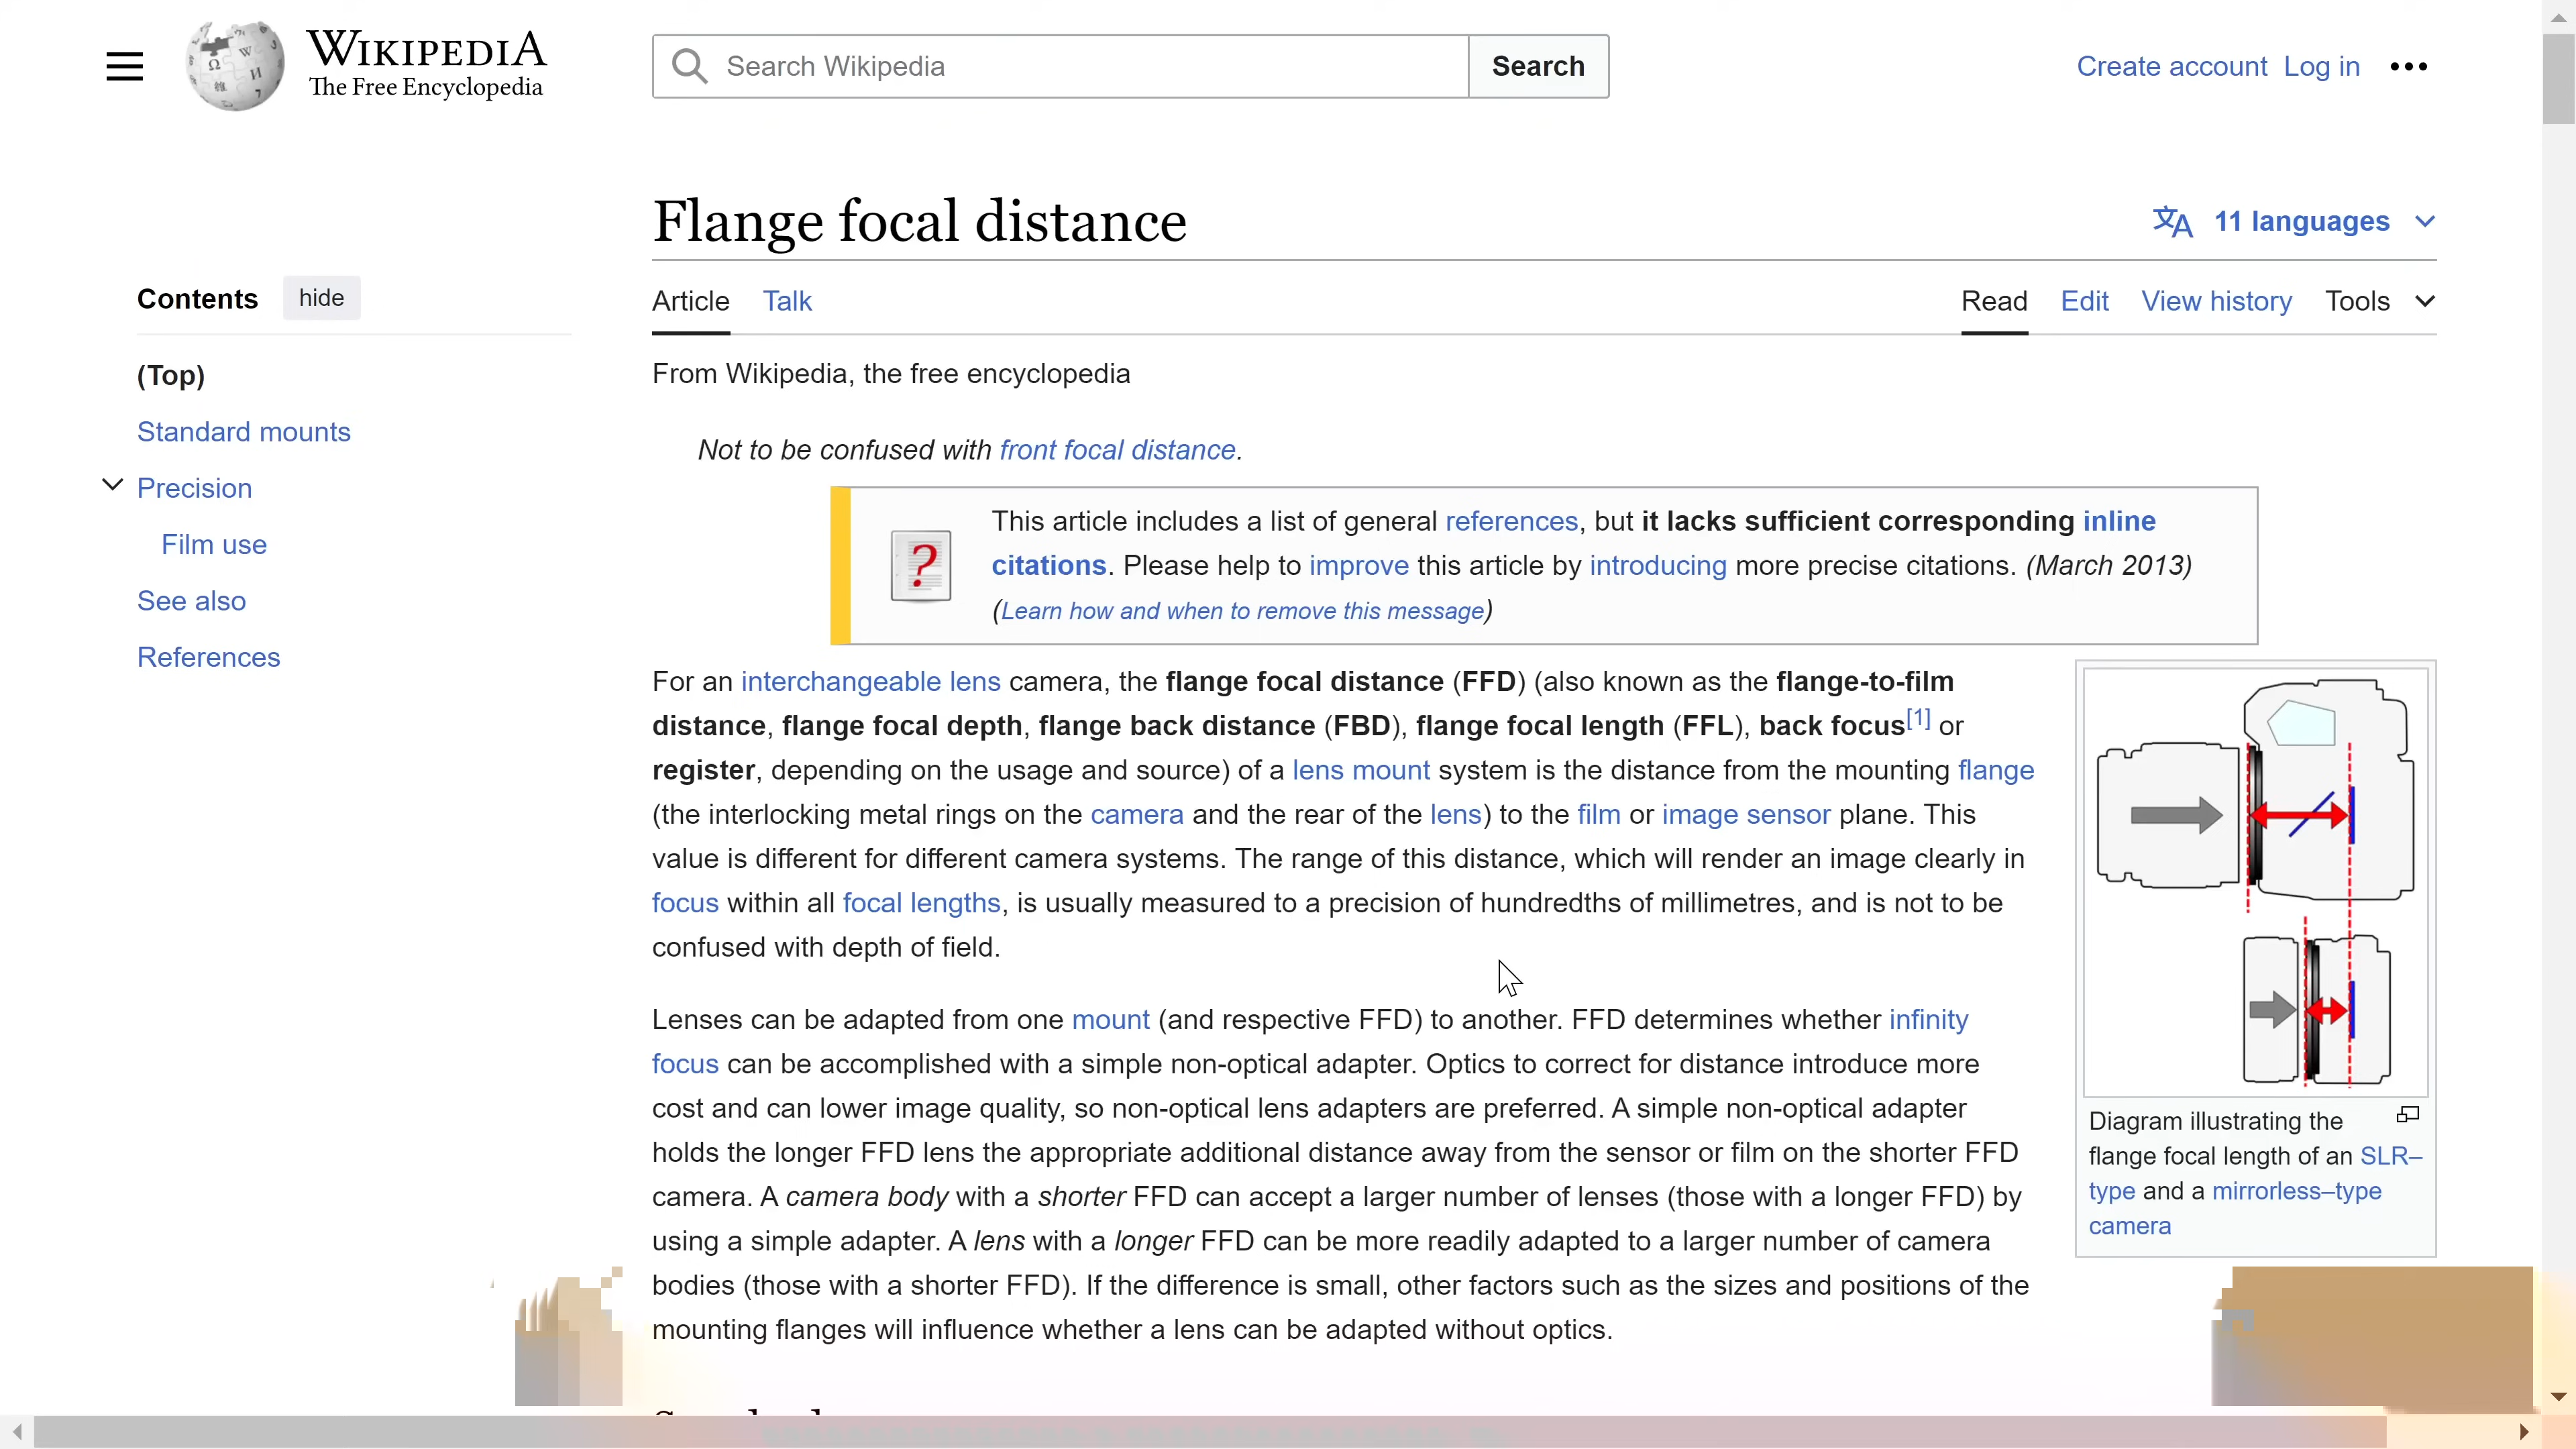 WIKIPEDIA
The Free Encyclopedia
Search Wikipedia
Search
Create account Log in
Flange focal distance
11 languages
Contents hide
(Top)
Standard mounts
Precision
Film use
See also
References
Article Talk
Read Edit View history Tools
From Wikipedia, the free encyclopedia
Not to be confused with front focal distance.
This article includes a list of general references, but it lacks sufficient corresponding inline
citations. Please help to improve this article by introducing more precise citations. (March 2013)
(Learn how and when to remove this message)
For an interchangeable lens camera, the flange focal distance (FFD) (also known as the flange-to-film
distance, flange focal depth, flange back distance (FBD), flange focal length (FFL), back focus[1] or
register, depending on the usage and source) of a lens mount system is the distance from the mounting flange
(the interlocking metal rings on the camera and the rear of the lens) to the film or image sensor plane. This
value is different for different camera systems. The range of this distance, which will render an image clearly in
focus within all focal lengths, is usually measured to a precision of hundredths of millimetres, and is not to be
confused with depth of field.
Lenses can be adapted from one mount (and respective FFD) to another. FFD determines whether infinity
focus can be accomplished with a simple non-optical adapter. Optics to correct for distance introduce more
cost and can lower image quality, so non-optical lens adapters are preferred. A simple non-optical adapter
holds the longer FFD lens the appropriate additional distance away from the sensor or film on the shorter FFD
camera. A camera body with a shorter FFD can accept a larger number of lenses (those with a longer FFD) by
using a simple adapter. A lens with a longer FFD can be more readily adapted to a larger number of camera
bodies (those with a shorter FFD). If the difference is small, other factors such as the sizes and positions of the
mounting flanges will influence whether a lens can be adapted without optics.
Diagram illustrating the
flange focal length of an SLR–
type and a mirrorless–type
camera